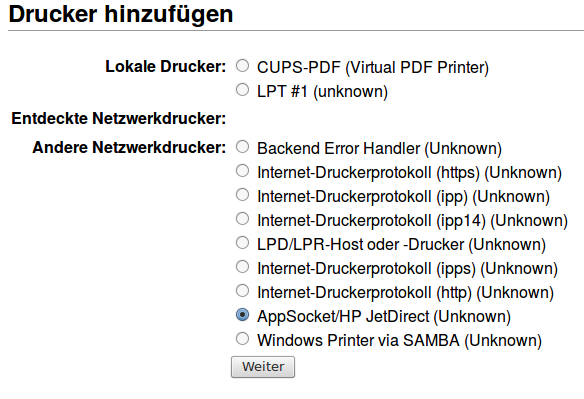 Drucker hinzufügen
Lokale Drucker: CUPS-PDF (Virtual PDF Printer)
LPT #1 (unknown)
Entdeckte Netzwerkdrucker:
Andere Netzwerkdrucker: Backend Error Handler (Unknown)
Internet-Druckerprotokoll (https) (Unknown)
Internet-Druckerprotokoll (ipp) (Unknown)
Internet-Druckerprotokoll (ipp14) (Unknown)
LPD/LPR-Host oder -Drucker (Unknown)
Internet-Druckerprotokoll (ipps) (Unknown)
Internet-Druckerprotokoll (http) (Unknown)
AppSocket/HP JetDirect (Unknown)
Windows Printer via SAMBA (Unknown)
Weiter